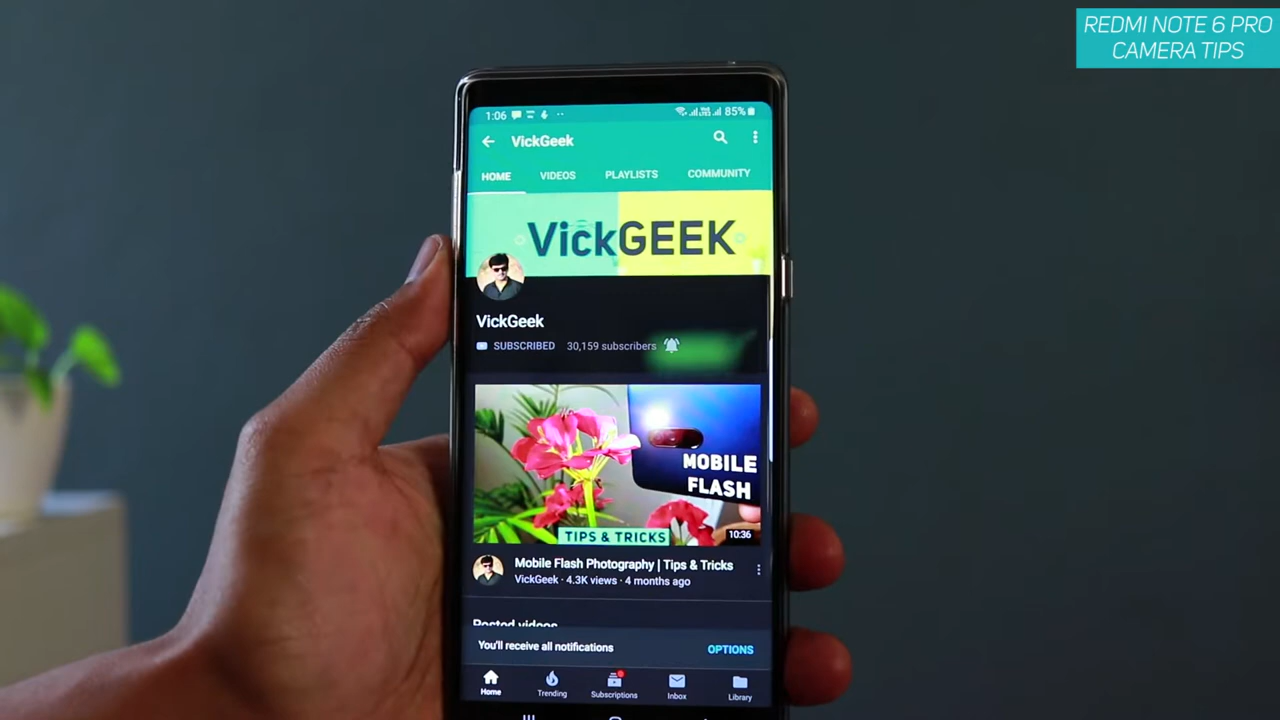 REDMI NOTE 6 PRO
CAMERA TIPS
1:06
85%
VickGeek
HOME VIDEOS PLAYLISTS COMMUNITY
VickGEEK
VickGeek
SUBSCRIBED 30,159 subscribers
MOBILE
FLASH
TIPS & TRICKS
10:36
Mobile Flash Photography | Tips & Tricks
VickGeek · 4.3K views · 4 months ago
Posted videos
You'll receive all notifications OPTIONS
Home Trending Subscriptions Inbox Library